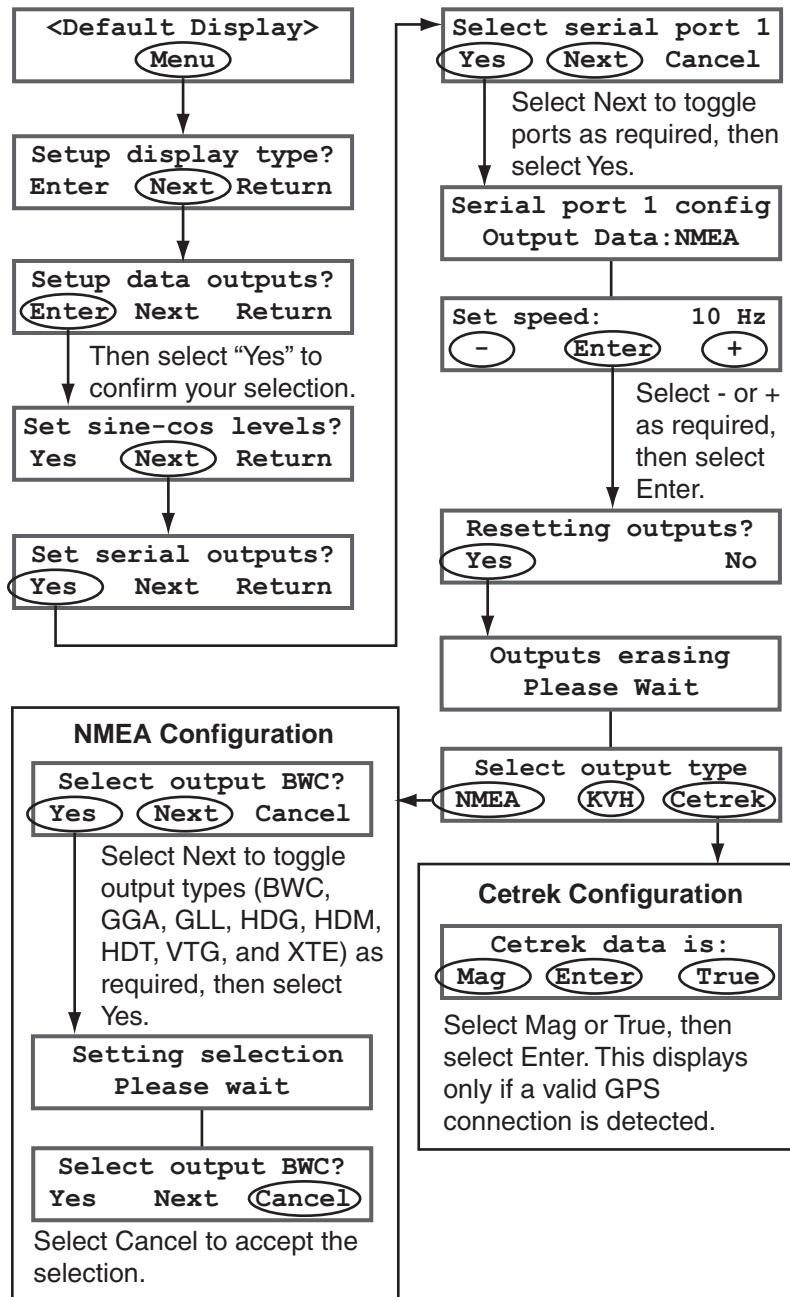 <Default Display>
Menu
Setup display type?
Enter Next Return
Setup data outputs?
Enter Next Return
Then select “Yes” to
confirm your selection.
Set sine-cos levels?
Yes Next Return
Set serial outputs?
Yes Next Return
Select serial port 1
Yes Next Cancel
Select Next to toggle
ports as required, then
select Yes.
Serial port 1 config
Output Data:NMEA
Set speed: 10 Hz
- Enter +
Select - or +
as required,
then select
Enter.
Resetting outputs?
Yes No
Outputs erasing
Please Wait
Select output type
NMEA KVH Cetrek
NMEA Configuration
Select output BWC?
Yes Next Cancel
Select Next to toggle
output types (BWC,
GGA, GLL, HDG, HDM,
HDT, VTG, and XTE) as
required, then select
Yes.
Setting selection
Please wait
Select output BWC?
Yes Next Cancel
Select Cancel to accept the
selection.
Cetrek Configuration
Cetrek data is:
Mag Enter True
Select Mag or True, then
select Enter. This displays
only if a valid GPS
connection is detected.